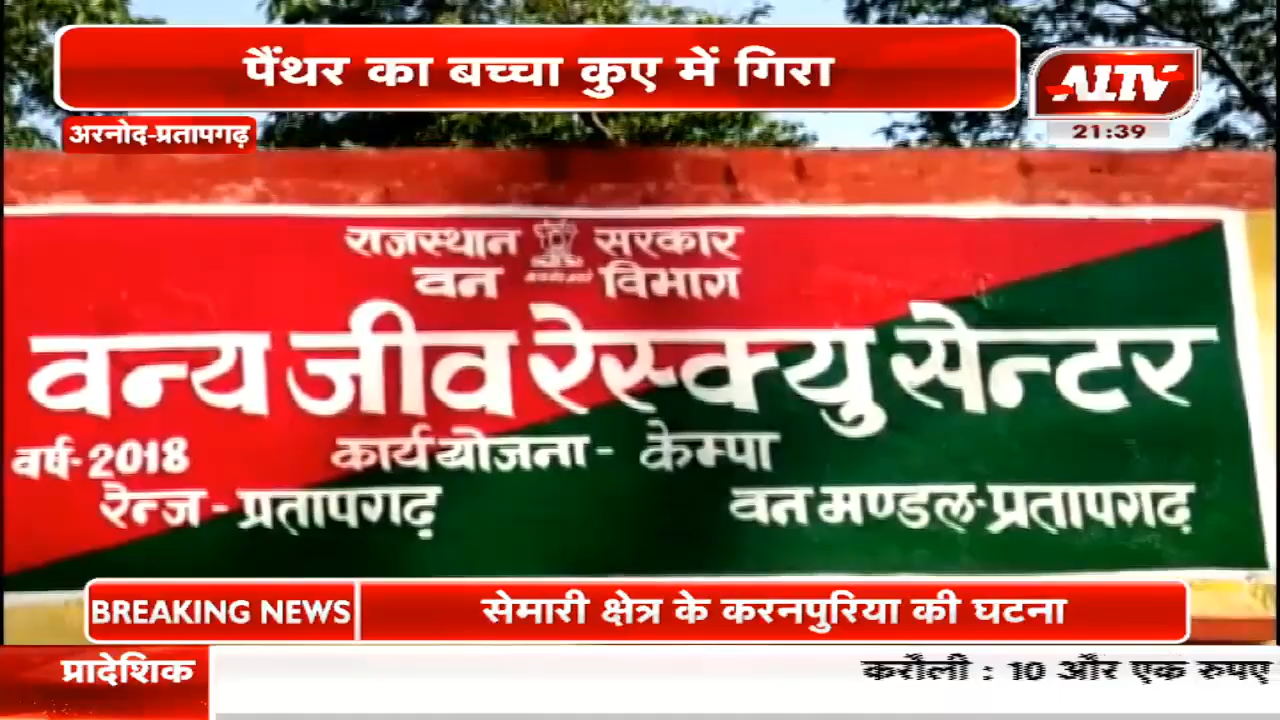 पैंथर का बच्चा कुए में गिरा
ALTV
21:39
अरनोद-प्रतापगढ़
राजस्थान सरकार
वन विभाग
वन्य जीव रेस्क्यु सेन्टर
वर्ष-2018 कार्य योजना - केम्पा
रेन्ज - प्रतापगढ़ वन मण्डल-प्रतापगढ़
BREAKING NEWS सेमारी क्षेत्र के करनपुरिया की घटना
प्रादेशिक करौली : 10 और एक रुपए